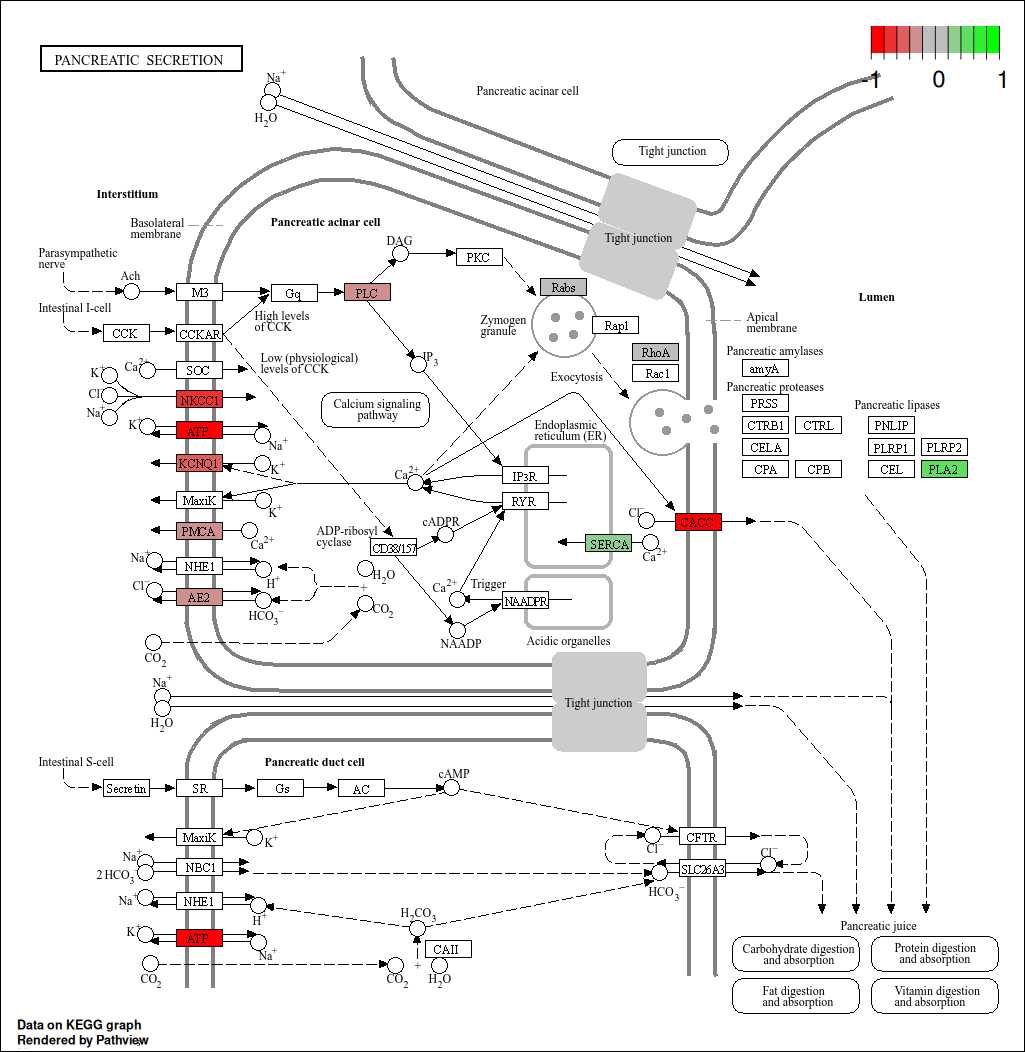 PANCREATIC SECRETION
-1 0 1
Na+
H2O
Pancreatic acinar cell
Tight junction
Interstitium
Basolateral
membrane
Pancreatic acinar cell
Tight junction
Parasympathetic
nerve
Ach
M3
Gq
PLC
DAG
PKC
Rabs
Lumen
Intestinal I-cell
CCK
CCKAR
High levels
of CCK
Zymogen
granule
Rap1
Apical
membrane
Ca2+
SOC
Low (physiological)
levels of CCK
IP3
RhoA
Rac1
Exocytosis
Pancreatic amylases
amyA
Pancreatic proteases
K+
Cl−
Na+
NKCC1
Calcium signaling
pathway
PRSS
Pancreatic lipases
K+
ATP
Na+
Endoplasmic
reticulum (ER)
CTRB1
CTRL
PNLIP
CELA
PLRP1
PLRP2
KCNQ1
K+
Ca2+
IP3R
CPA
CPB
CEL
PLA2
MaxiK
K+
RYR
PMCA
Ca2+
ADP-ribosyl
cyclase
cADPR
Cl−
CACC
CD38/157
SERCA
Ca2+
Na+
NHE1
H+
H2O
Cl−
AE2
HCO3−
+
CO2
Ca2+
Trigger
NAADPR
NAADP
Acidic organelles
CO2
Na+
H2O
Tight junction
Intestinal S-cell
Pancreatic duct cell
Secretin
SR
Gs
AC
cAMP
MaxiK
K+
CFTR
Cl−
Cl−
Na+
2 HCO3−
NBC1
SLC26A3
HCO3−
Na+
NHE1
H+
H2CO3
Pancreatic juice
K+
ATP
Na+
CAII
+
CO2
CO2
H2O
Carbohydrate digestion
and absorption
Protein digestion
and absorption
Fat digestion
and absorption
Vitamin digestion
and absorption
Data on KEGG graph
Rendered by Pathview